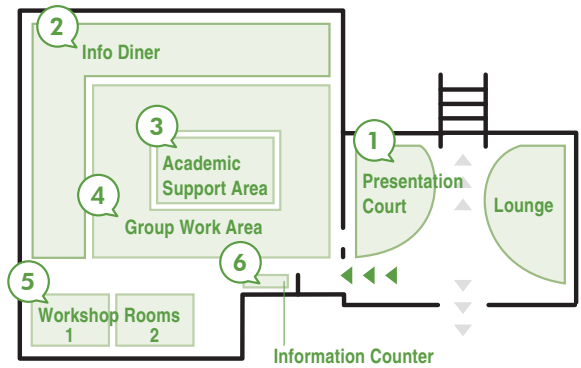 2
Info Diner
3
Academic
Support Area
1
Presentation
Court
Lounge
4
Group Work Area
6
5
Workshop Rooms
1 2
Information Counter